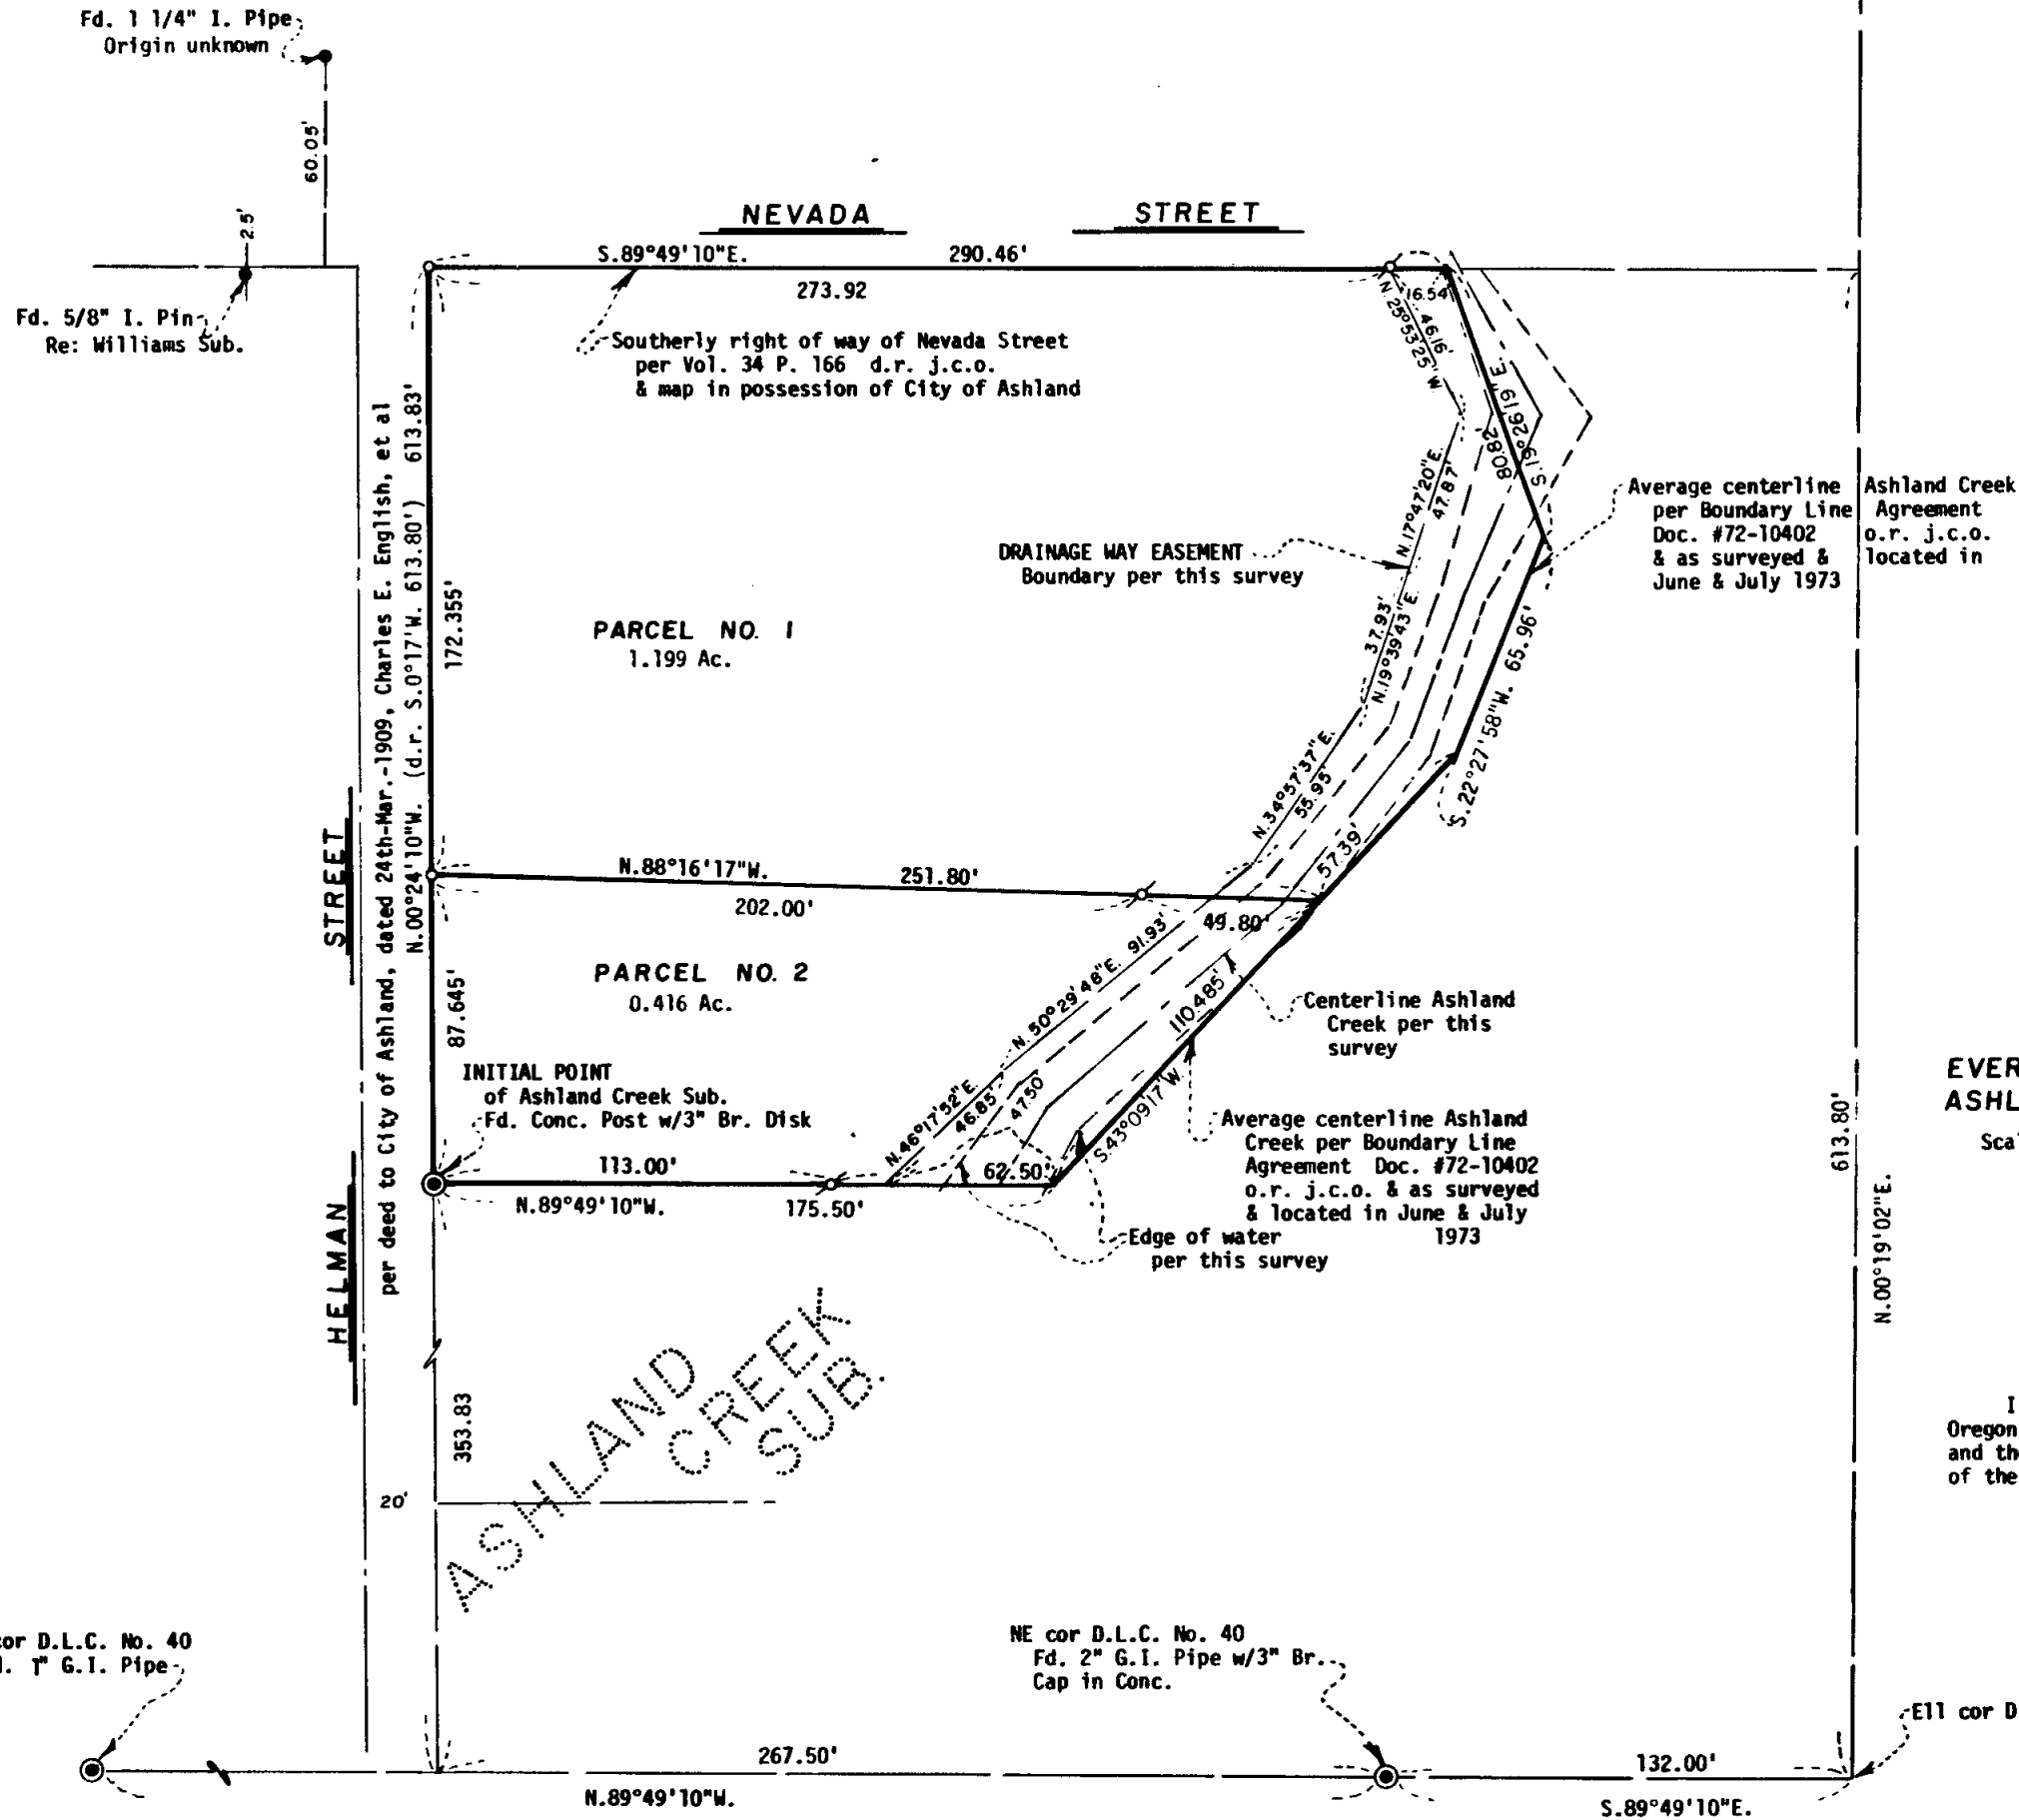 Fd. 1 1/4" I. Pipe
Origin unknown
60.05'
2.5'
Fd. 5/8" I. Pin
Re: Williams Sub.
NEVADA STREET
S.89°49'10"E. 290.46'
273.92
16.54
Southerly right of way of Nevada Street
per Vol. 34 P. 166 d.r. j.c.o.
& map in possession of City of Ashland
N.25°53'25"W
46.16'
S.19°26'19"E.
80.82'
N.17°47'20"E.
47.87'
Average centerline Ashland Creek
per Boundary Line Agreement
Doc. #72-10402 o.r. j.c.o.
& as surveyed & located in
June & July 1973
DRAINAGE WAY EASEMENT
Boundary per this survey
37.93'
N.19°39'43"E.
S.22°27'58"W. 65.96'
N.34°57'37"E.
55.95'
57.39'
PARCEL NO. 1
1.199 Ac.
172.355'
N.00°24'10"W. (d.r. S.0°17'W. 613.80') 613.83'
per deed to City of Ashland, dated 24th-Mar.-1909, Charles E. English, et al
HELMAN STREET
N.88°16'17"W. 251.80'
202.00'
49.80'
PARCEL NO. 2
0.416 Ac.
87.645'
N.50°29'48"E. 91.93'
110.485'
S.43°09'17"W.
Centerline Ashland
Creek per this
survey
INITIAL POINT
of Ashland Creek Sub.
Fd. Conc. Post w/3" Br. Disk
N.46°17'52"E.
46.85'
47.50'
113.00'
62.50'
N.89°49'10"W. 175.50'
Average centerline Ashland
Creek per Boundary Line
Agreement Doc. #72-10402
o.r. j.c.o. & as surveyed
& located in June & July
1973
Edge of water
per this survey
613.80'
N.00°19'02"E.
EVER
ASHL
Sca
I
Oregon
and th
of the
ASHLAND
CREEK
SUB.
353.83
20'
cor D.L.C. No. 40
1" G.I. Pipe
NE cor D.L.C. No. 40
Fd. 2" G.I. Pipe w/3" Br.
Cap in Conc.
Ell cor D
267.50'
N.89°49'10"W.
132.00'
S.89°49'10"E.